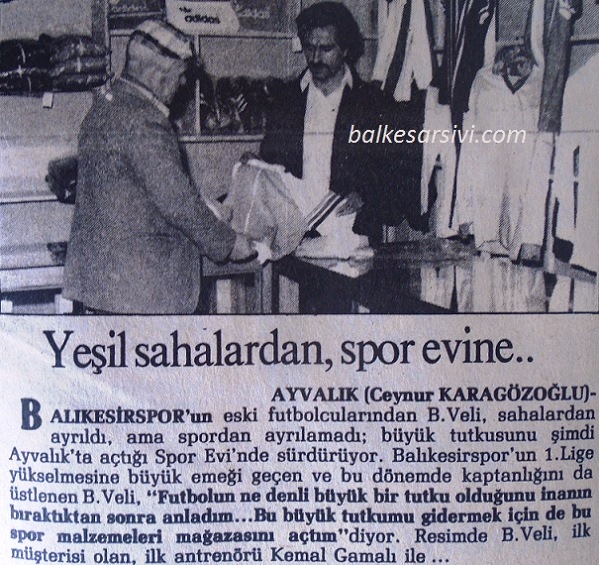 adidas
balkesarsivi.com
Yeşil sahalardan, spor evine..
AYVALIK (Ceynur KARAGÖZOĞLU)-
BALIKESİRSPOR'un eski futbolcularından B.Veli, sahalardan
ayrıldı, ama spordan ayrılamadı; büyük tutkusunu şimdi
Ayvalık'ta açtığı Spor Evi'nde sürdürüyor. Balıkesirspor'un 1.Lige
yükselmesine büyük emeği geçen ve bu dönemde kaptanlığını da
üstlenen B.Veli, "Futbolun ne denli büyük bir tutku olduğunu inanın
bıraktıktan sonra anladım...Bu büyük tutkumu gidermek için de bu
spor malzemeleri mağazasını açtım"diyor. Resimde B.Veli, ilk
müşterisi olan, ilk antrenörü Kemal Gamalı ile ...